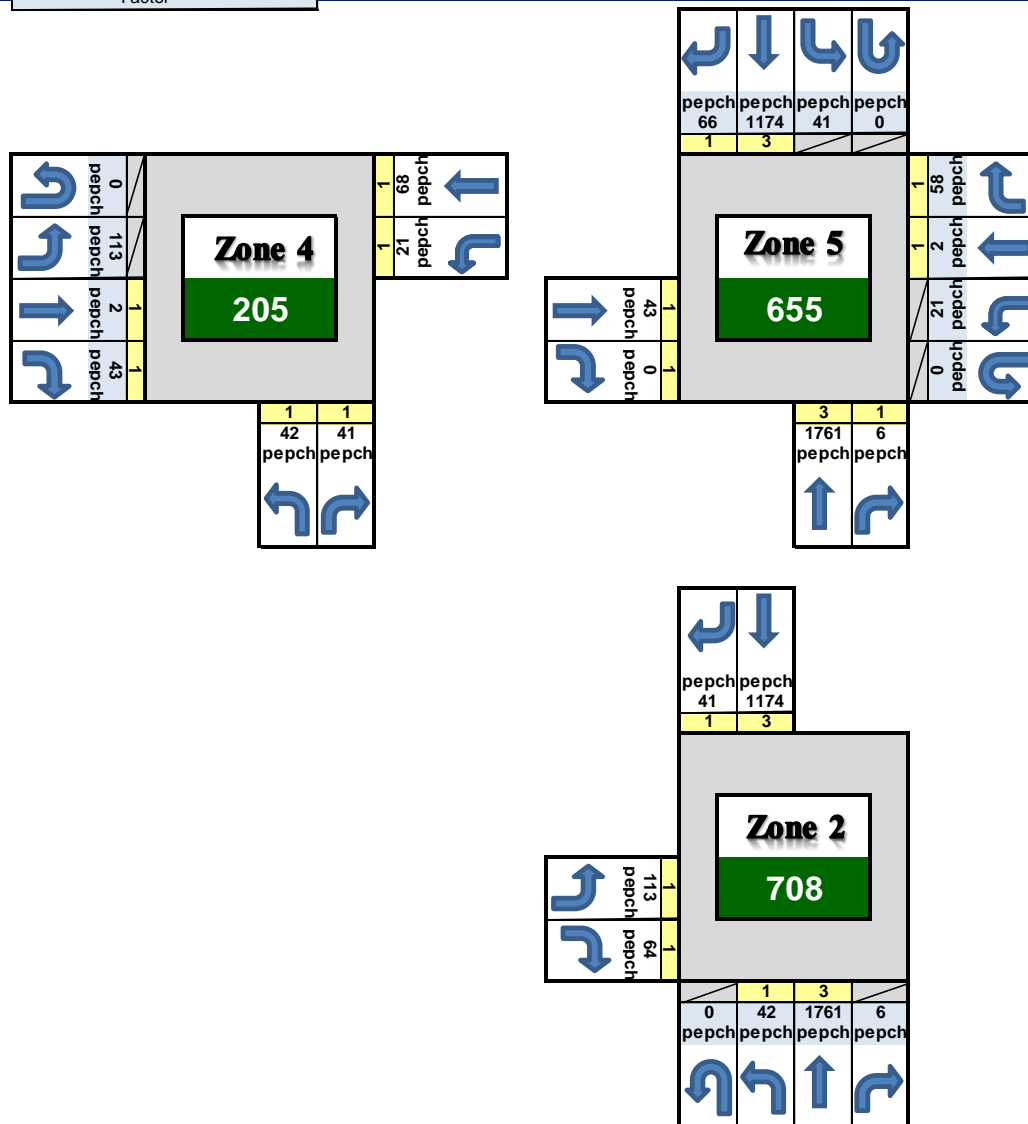 Factor
pepch pepch pepch pepch
66 1174 41 0
1 3
0 pepch
113 pepch
2 pepch 1
43 pepch 1
Zone 4
205
1 68 pepch
1 21 pepch
1 1
42 41
pepch pepch
43 pepch 1
0 pepch 1
Zone 5
655
1 58 pepch
1 2 pepch
21 pepch
0 pepch
3 1
1761 6
pepch pepch
pepch pepch
41 1174
1 3
113 pepch 1
64 pepch 1
Zone 2
708
1 3
0 42 1761 6
pepch pepch pepch pepch